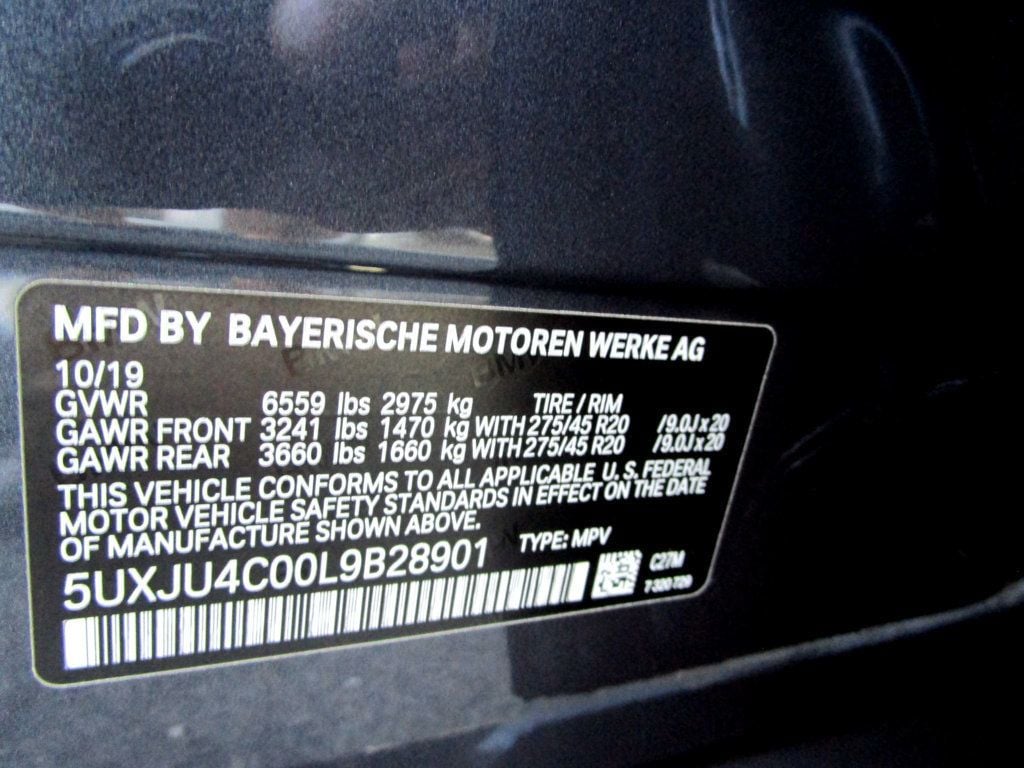 MFD BY BAYERISCHE MOTOREN WERKE AG
10/19
GVWR 6559 lbs 2975 kg TIRE / RIM
GAWR FRONT 3241 lbs 1470 kg WITH 275/45 R20 /9.0J x 20
GAWR REAR 3660 lbs 1660 kg WITH 275/45 R20 /9.0J x 20
THIS VEHICLE CONFORMS TO ALL APPLICABLE U. S. FEDERAL
MOTOR VEHICLE SAFETY STANDARDS IN EFFECT ON THE DATE
OF MANUFACTURE SHOWN ABOVE.
TYPE: MPV
5UXJU4C00L9B28901
C27M